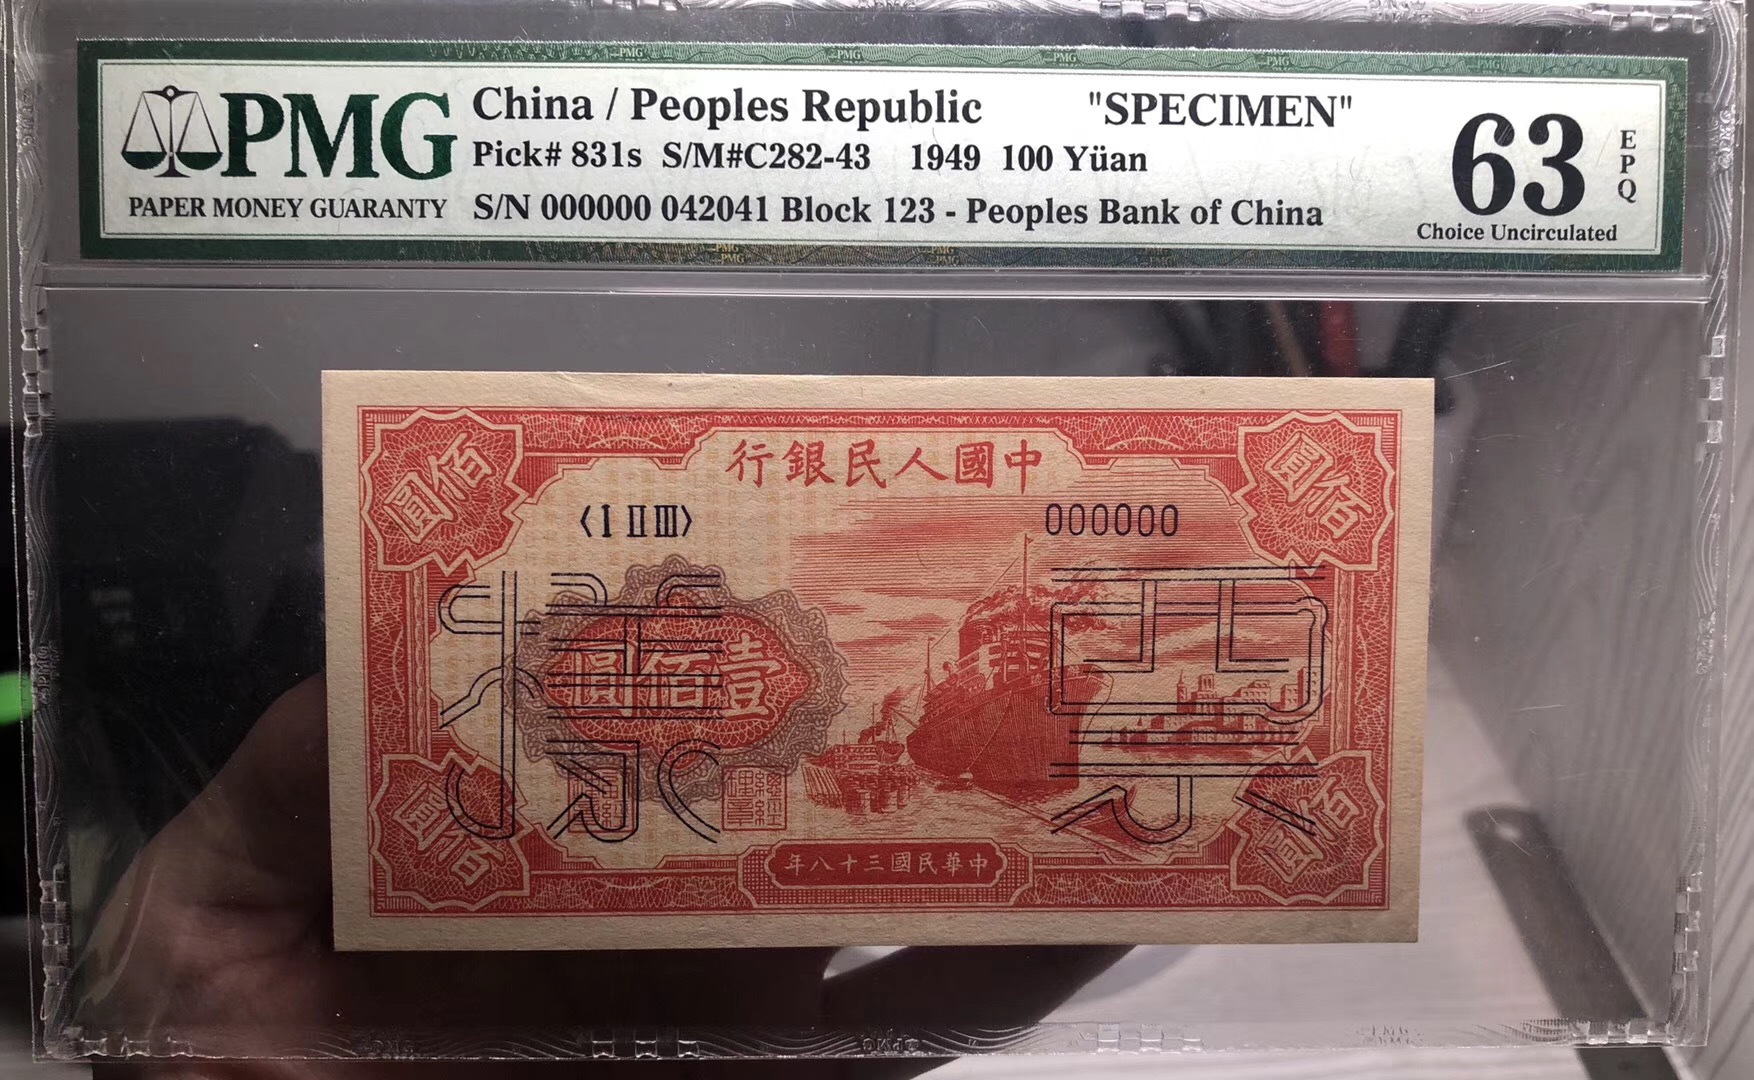 PMG
PAPER MONEY GUARANTY
China / Peoples Republic "SPECIMEN"
Pick# 831s S/M#C282-43 1949 100 Yüan
S/N 000000 042041 Block 123 - Peoples Bank of China
63 EPQ
Choice Uncirculated
行銀民人國中
圓佰
圓佰
〈I II III〉 000000
樣票
圓佰壹
年八十三國民華中
圓佰
圓佰